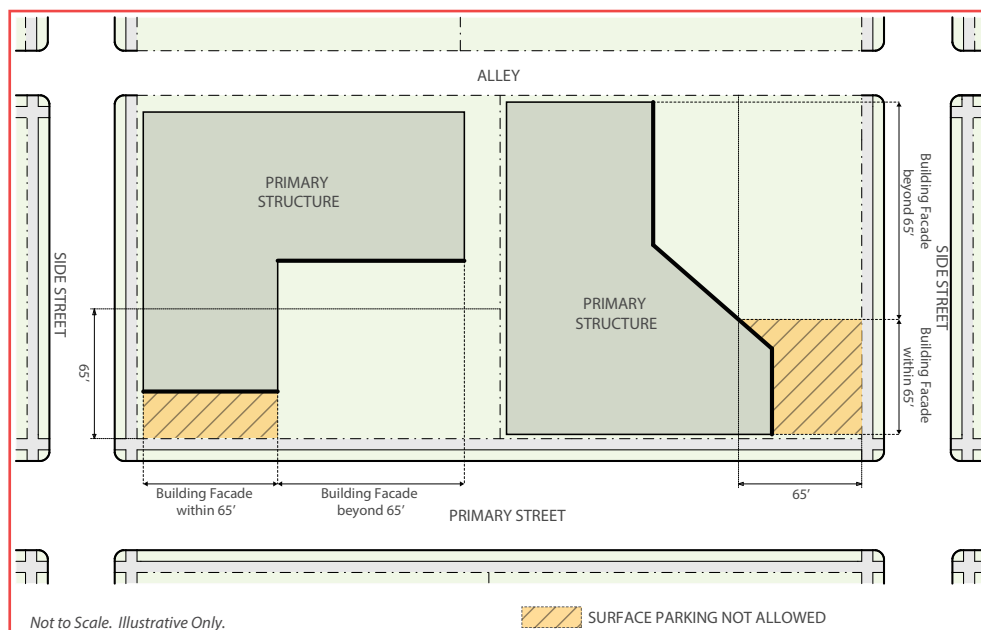 ALLEY
PRIMARY
STRUCTURE
Building Facade
beyond 65’
SIDE STREET
SIDE STREET
PRIMARY
STRUCTURE
65’
Building Facade
within 65’
Building Facade
within 65’
Building Facade
beyond 65’
65’
PRIMARY STREET
Not to Scale. Illustrative Only.
SURFACE PARKING NOT ALLOWED